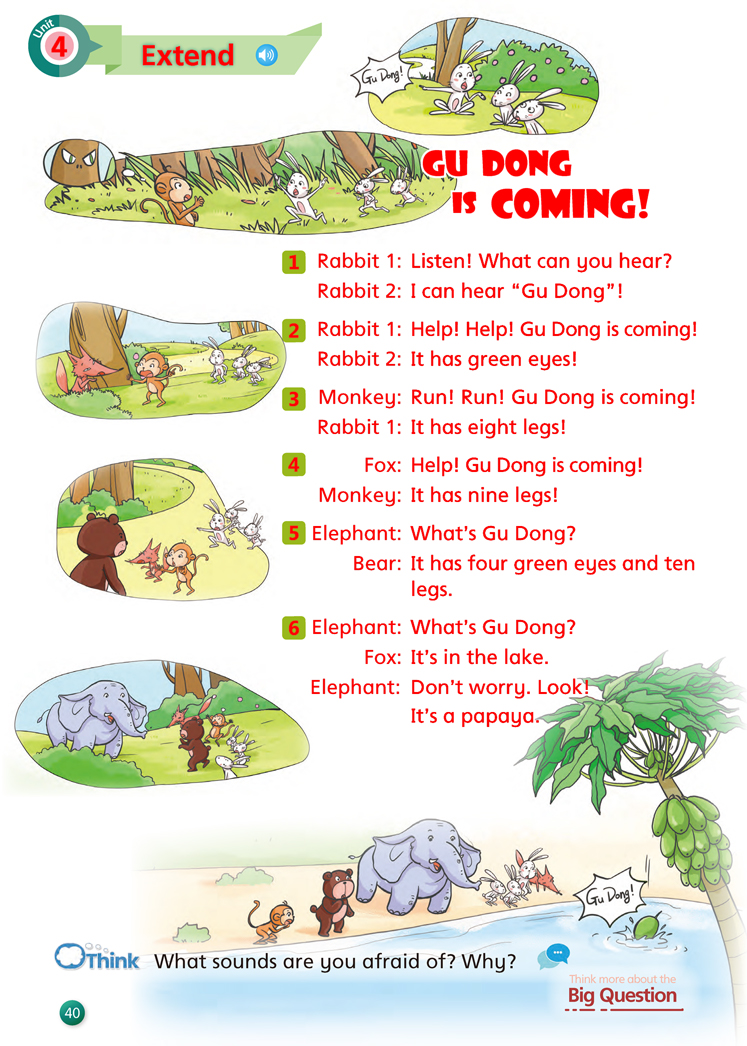 Unit
4
Extend
Gu Dong!
GU DONG
IS COMING!
1 Rabbit 1: Listen! What can you hear?
Rabbit 2: I can hear “Gu Dong”!
2 Rabbit 1: Help! Help! Gu Dong is coming!
Rabbit 2: It has green eyes!
3 Monkey: Run! Run! Gu Dong is coming!
Rabbit 1: It has eight legs!
4 Fox: Help! Gu Dong is coming!
Monkey: It has nine legs!
5 Elephant: What’s Gu Dong?
Bear: It has four green eyes and ten
legs.
6 Elephant: What’s Gu Dong?
Fox: It’s in the lake.
Elephant: Don’t worry. Look!
It’s a papaya.
Gu Dong!
Think What sounds are you afraid of? Why?
Think more about the
Big Question
40